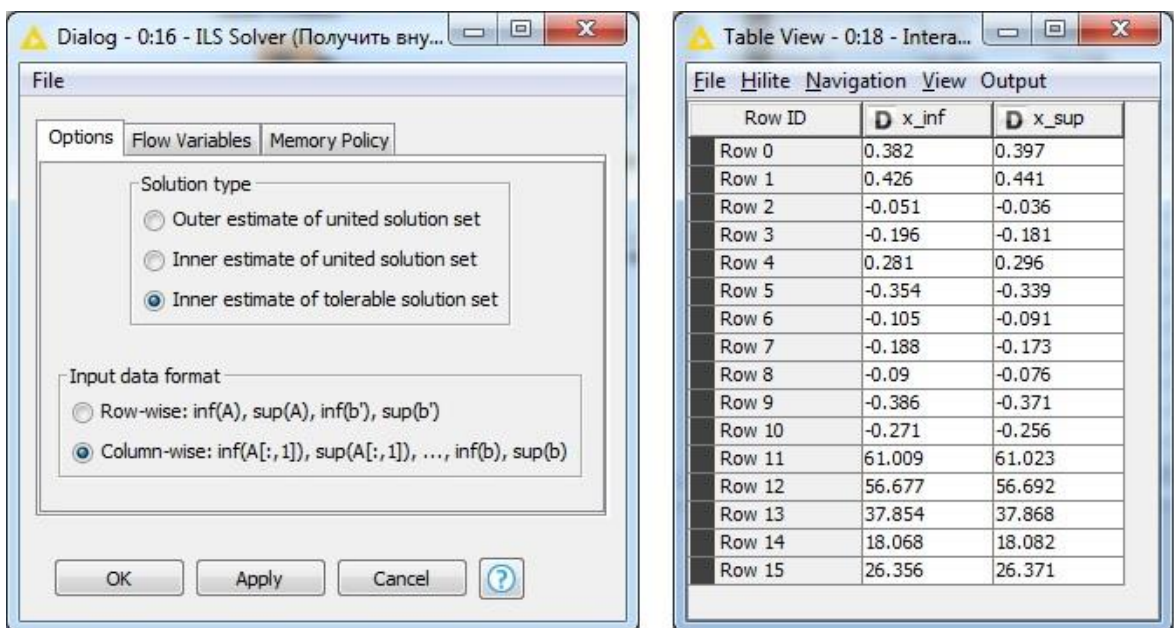 Dialog - 0:16 - ILS Solver (Получить вну...
File
Options Flow Variables Memory Policy
Solution type
Outer estimate of united solution set
Inner estimate of united solution set
Inner estimate of tolerable solution set
Input data format
Row-wise: inf(A), sup(A), inf(b'), sup(b')
Column-wise: inf(A[:,1]), sup(A[:,1]), ..., inf(b), sup(b)
OK Apply Cancel ?
Table View - 0:18 - Intera...
File Hilite Navigation View Output
Row ID D x_inf D x_sup
Row 0 0.382 0.397
Row 1 0.426 0.441
Row 2 -0.051 -0.036
Row 3 -0.196 -0.181
Row 4 0.281 0.296
Row 5 -0.354 -0.339
Row 6 -0.105 -0.091
Row 7 -0.188 -0.173
Row 8 -0.09 -0.076
Row 9 -0.386 -0.371
Row 10 -0.271 -0.256
Row 11 61.009 61.023
Row 12 56.677 56.692
Row 13 37.854 37.868
Row 14 18.068 18.082
Row 15 26.356 26.371